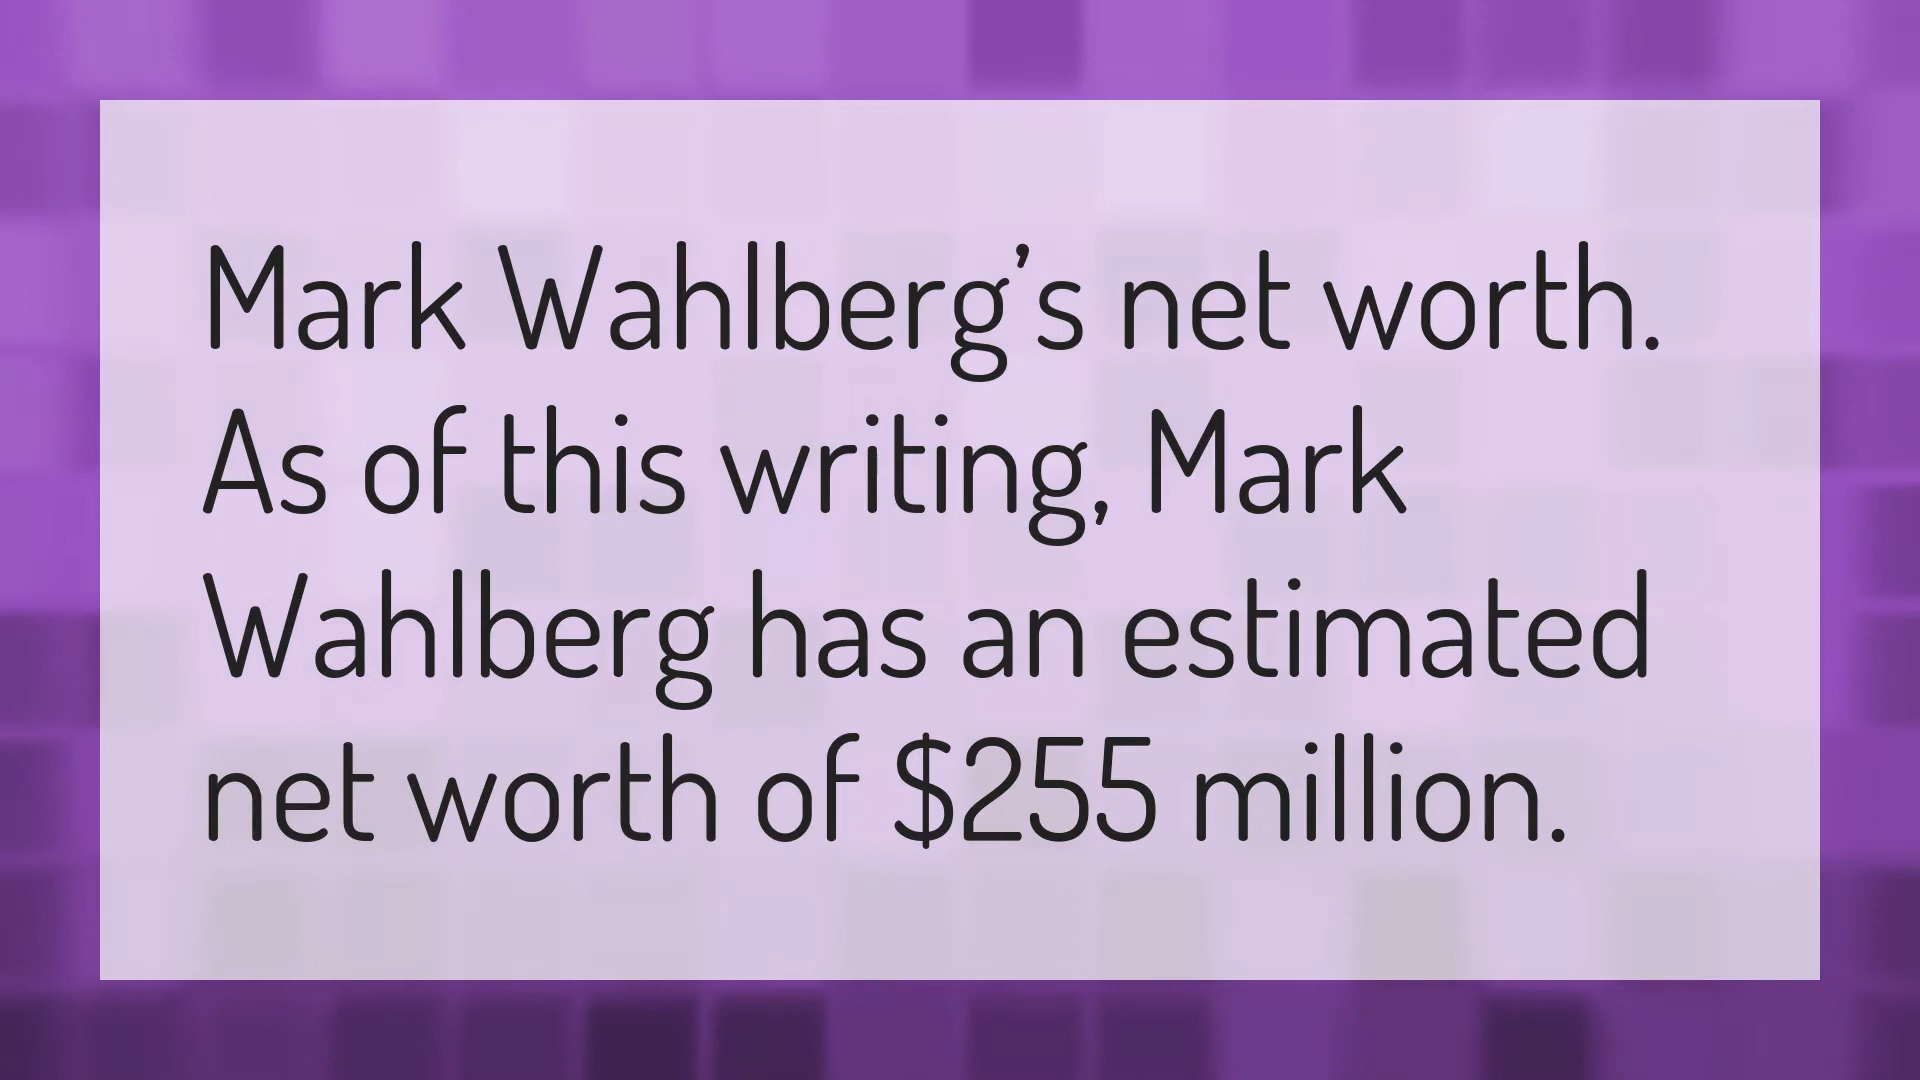 Mark Wahlberg’s net worth.
As of this writing, Mark
Wahlberg has an estimated
net worth of $255 million.